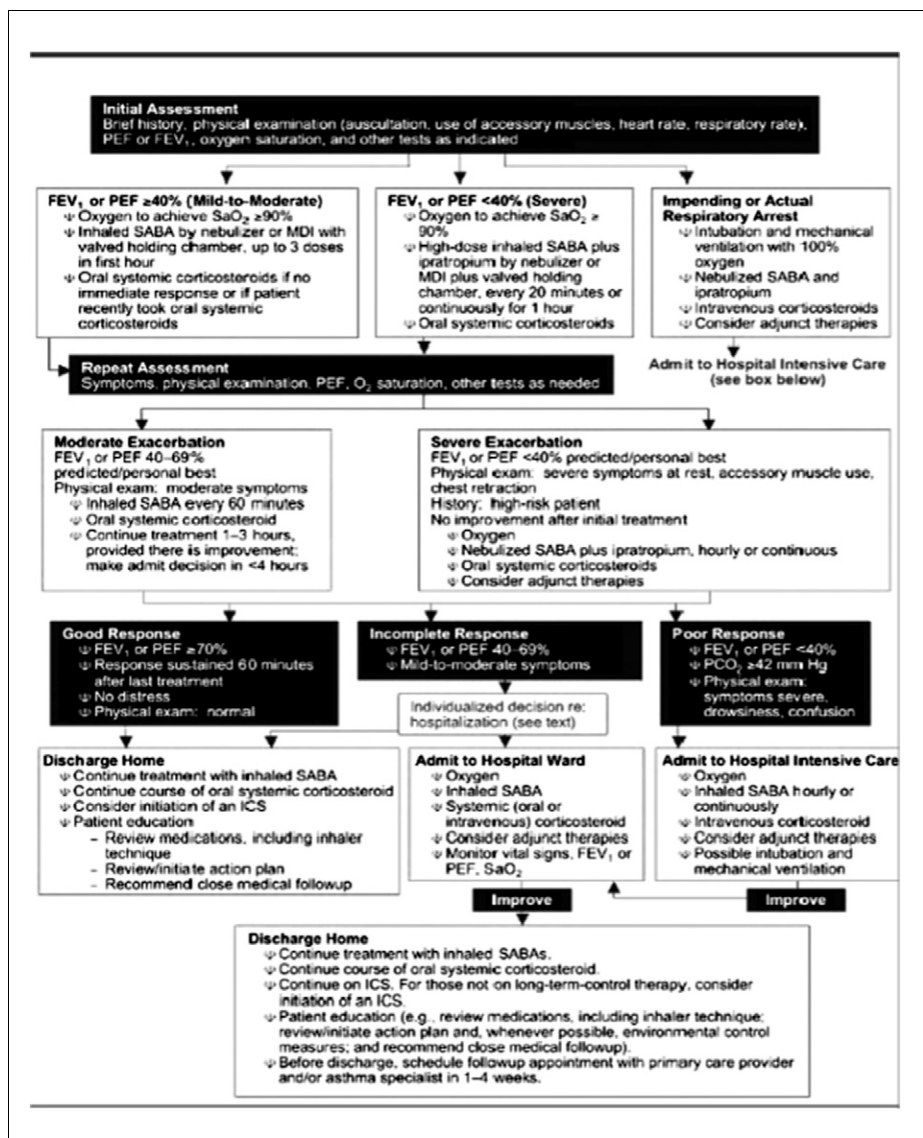 Initial Assessment
Brief history, physical examination (auscultation, use of accessory muscles, heart rate, respiratory rate),
PEF or FEV₁, oxygen saturation, and other tests as indicated
FEV₁ or PEF ≥40% (Mild-to-Moderate)
Oxygen to achieve SaO₂ ≥90%
Inhaled SABA by nebulizer or MDI with
valved holding chamber, up to 3 doses
in first hour
Oral systemic corticosteroids if no
immediate response or if patient
recently took oral systemic
corticosteroids
FEV₁ or PEF <40% (Severe)
Oxygen to achieve SaO₂ ≥
90%
High-dose inhaled SABA plus
ipratropium by nebulizer or
MDI plus valved holding
chamber, every 20 minutes or
continuously for 1 hour
Oral systemic corticosteroids
Impending or Actual
Respiratory Arrest
Intubation and mechanical
ventilation with 100%
oxygen
Nebulized SABA and
ipratropium
Intravenous corticosteroids
Consider adjunct therapies
Repeat Assessment
Symptoms, physical examination, PEF, O₂ saturation, other tests as needed
Admit to Hospital Intensive Care
(see box below)
Moderate Exacerbation
FEV₁ or PEF 40–69%
predicted/personal best
Physical exam: moderate symptoms
Inhaled SABA every 60 minutes
Oral systemic corticosteroid
Continue treatment 1–3 hours,
provided there is improvement;
make admit decision in <4 hours
Severe Exacerbation
FEV₁ or PEF <40% predicted/personal best
Physical exam: severe symptoms at rest, accessory muscle use,
chest retraction
History: high-risk patient
No improvement after initial treatment
Oxygen
Nebulized SABA plus ipratropium, hourly or continuous
Oral systemic corticosteroids
Consider adjunct therapies
Good Response
FEV₁ or PEF ≥70%
Response sustained 60 minutes
after last treatment
No distress
Physical exam: normal
Incomplete Response
FEV₁ or PEF 40–69%
Mild-to-moderate symptoms
Poor Response
FEV₁ or PEF <40%
PCO₂ ≥42 mm Hg
Physical exam:
symptoms severe,
drowsiness, confusion
Individualized decision re:
hospitalization (see text)
Discharge Home
Continue treatment with inhaled SABA
Continue course of oral systemic corticosteroid
Consider initiation of an ICS
Patient education
– Review medications, including inhaler
technique
– Review/initiate action plan
– Recommend close medical followup
Admit to Hospital Ward
Oxygen
Inhaled SABA
Systemic (oral or
intravenous) corticosteroid
Consider adjunct therapies
Monitor vital signs, FEV₁ or
PEF, SaO₂
Admit to Hospital Intensive Care
Oxygen
Inhaled SABA hourly or
continuously
Intravenous corticosteroid
Consider adjunct therapies
Possible intubation and
mechanical ventilation
Improve
Improve
Discharge Home
Continue treatment with inhaled SABAs.
Continue course of oral systemic corticosteroid.
Continue on ICS. For those not on long-term-control therapy, consider
initiation of an ICS.
Patient education (e.g., review medications, including inhaler technique;
review/initiate action plan and, whenever possible, environmental control
measures; and recommend close medical followup).
Before discharge, schedule followup appointment with primary care provider
and/or asthma specialist in 1–4 weeks.